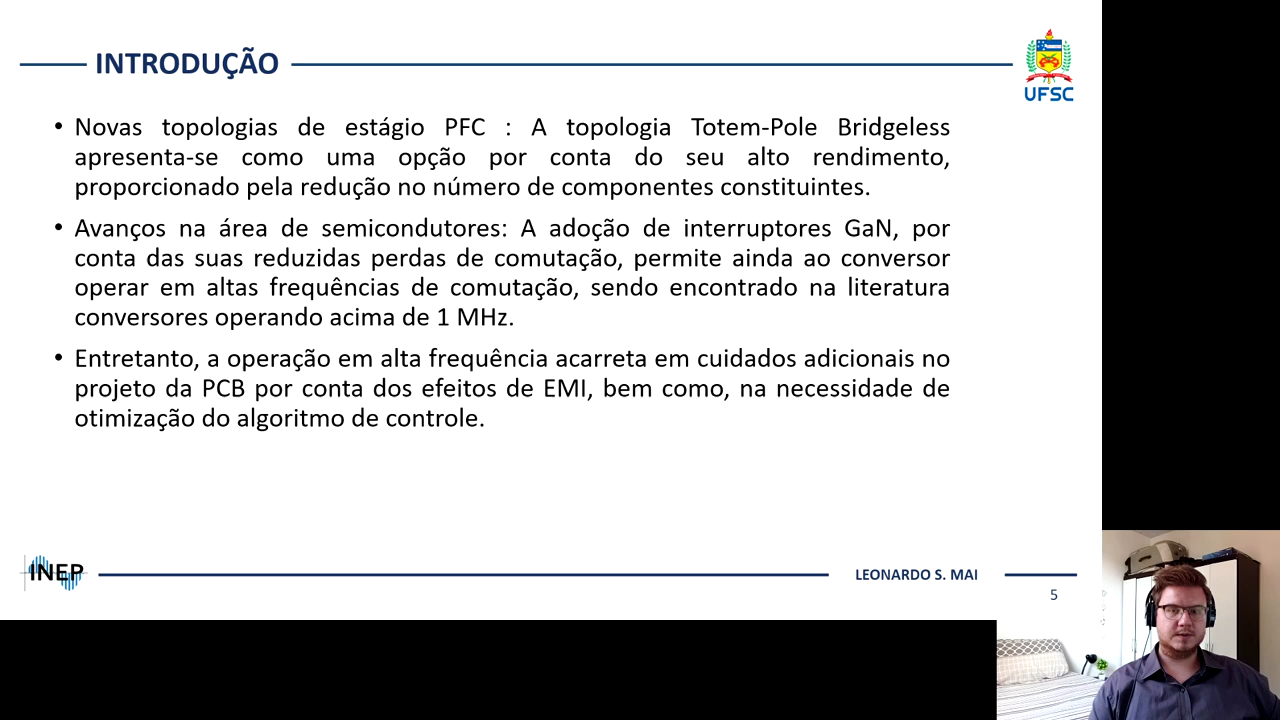 INTRODUÇÃO
UFSC
• Novas topologias de estágio PFC : A topologia Totem-Pole Bridgeless
apresenta-se como uma opção por conta do seu alto rendimento,
proporcionado pela redução no número de componentes constituintes.
• Avanços na área de semicondutores: A adoção de interruptores GaN, por
conta das suas reduzidas perdas de comutação, permite ainda ao conversor
operar em altas frequências de comutação, sendo encontrado na literatura
conversores operando acima de 1 MHz.
• Entretanto, a operação em alta frequência acarreta em cuidados adicionais no
projeto da PCB por conta dos efeitos de EMI, bem como, na necessidade de
otimização do algoritmo de controle.
INEP
LEONARDO S. MAI
5